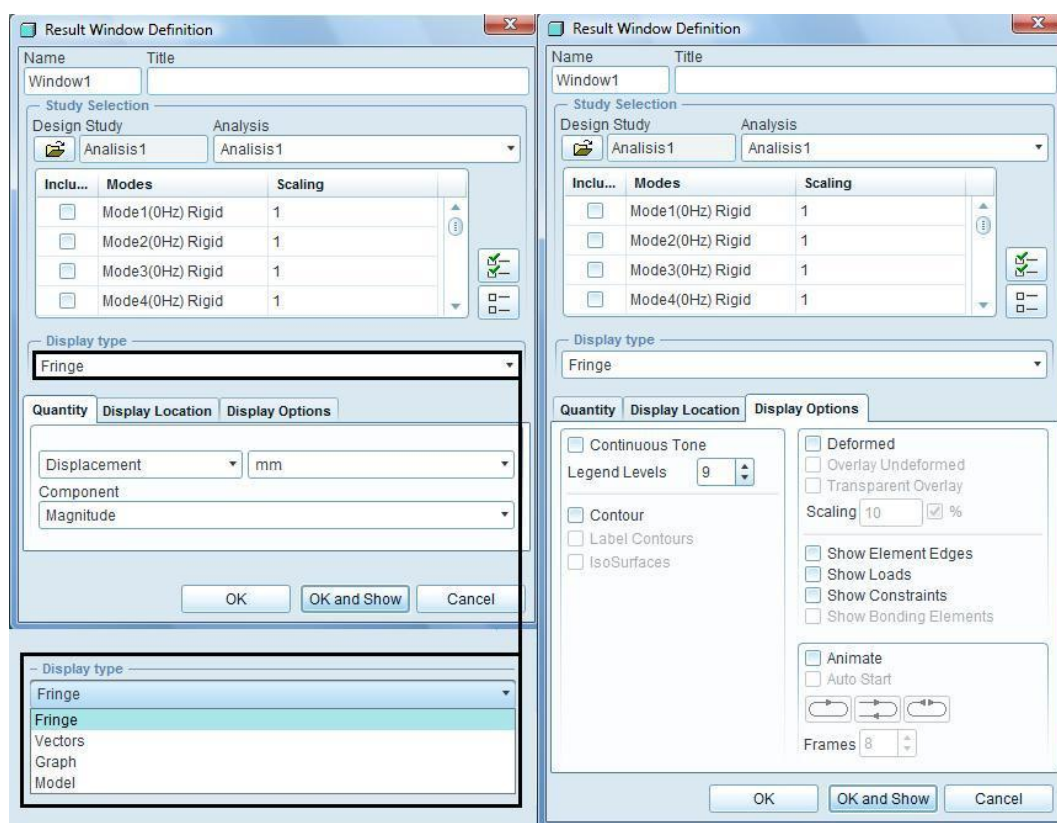 Result Window Definition
Name Title
Window1
Study Selection
Design Study Analysis
Analisis1 Analisis1
Inclu... Modes Scaling
Mode1(0Hz) Rigid 1
Mode2(0Hz) Rigid 1
Mode3(0Hz) Rigid 1
Mode4(0Hz) Rigid 1
Display type
Fringe
Quantity Display Location Display Options
Displacement mm
Component
Magnitude
OK OK and Show Cancel
Display type
Fringe
Fringe
Vectors
Graph
Model
Result Window Definition
Name Title
Window1
Study Selection
Design Study Analysis
Analisis1 Analisis1
Inclu... Modes Scaling
Mode1(0Hz) Rigid 1
Mode2(0Hz) Rigid 1
Mode3(0Hz) Rigid 1
Mode4(0Hz) Rigid 1
Display type
Fringe
Quantity Display Location Display Options
Continuous Tone
Legend Levels 9
Contour
Label Contours
IsoSurfaces
Deformed
Overlay Undeformed
Transparent Overlay
Scaling 10 %
Show Element Edges
Show Loads
Show Constraints
Show Bonding Elements
Animate
Auto Start
Frames 8
OK OK and Show Cancel